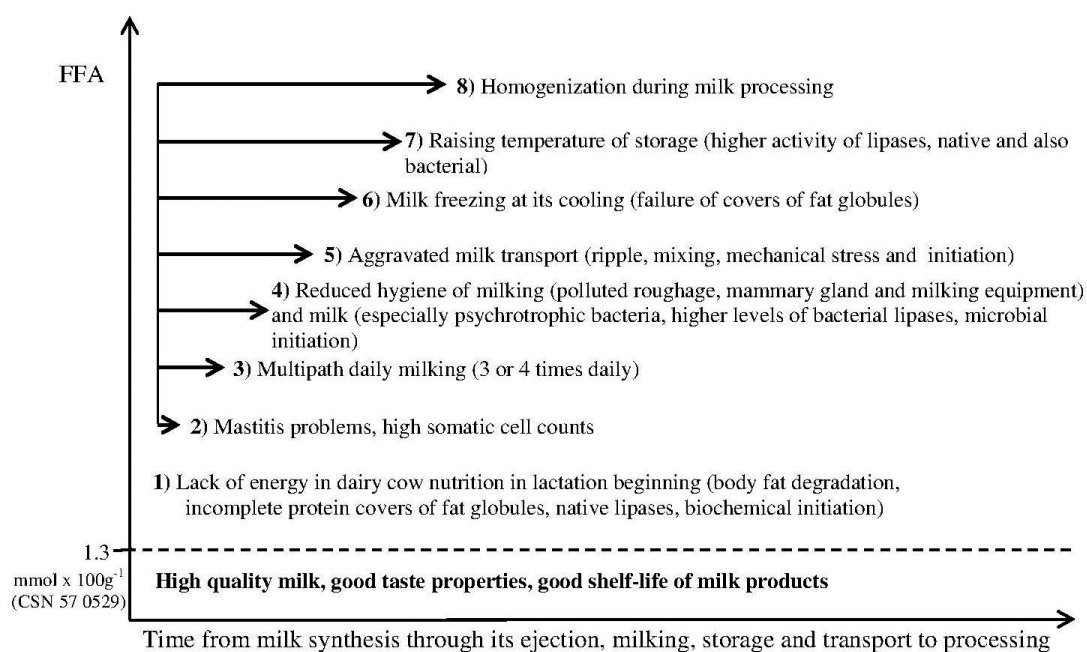 FFA
8) Homogenization during milk processing
7) Raising temperature of storage (higher activity of lipases, native and also
bacterial)
6) Milk freezing at its cooling (failure of covers of fat globules)
5) Aggravated milk transport (ripple, mixing, mechanical stress and initiation)
4) Reduced hygiene of milking (polluted roughage, mammary gland and milking equipment)
and milk (especially psychrotrophic bacteria, higher levels of bacterial lipases, microbial
initiation)
3) Multipath daily milking (3 or 4 times daily)
2) Mastitis problems, high somatic cell counts
1) Lack of energy in dairy cow nutrition in lactation beginning (body fat degradation,
incomplete protein covers of fat globules, native lipases, biochemical initiation)
1.3
mmol x 100g⁻¹
(CSN 57 0529)
High quality milk, good taste properties, good shelf-life of milk products
Time from milk synthesis through its ejection, milking, storage and transport to processing